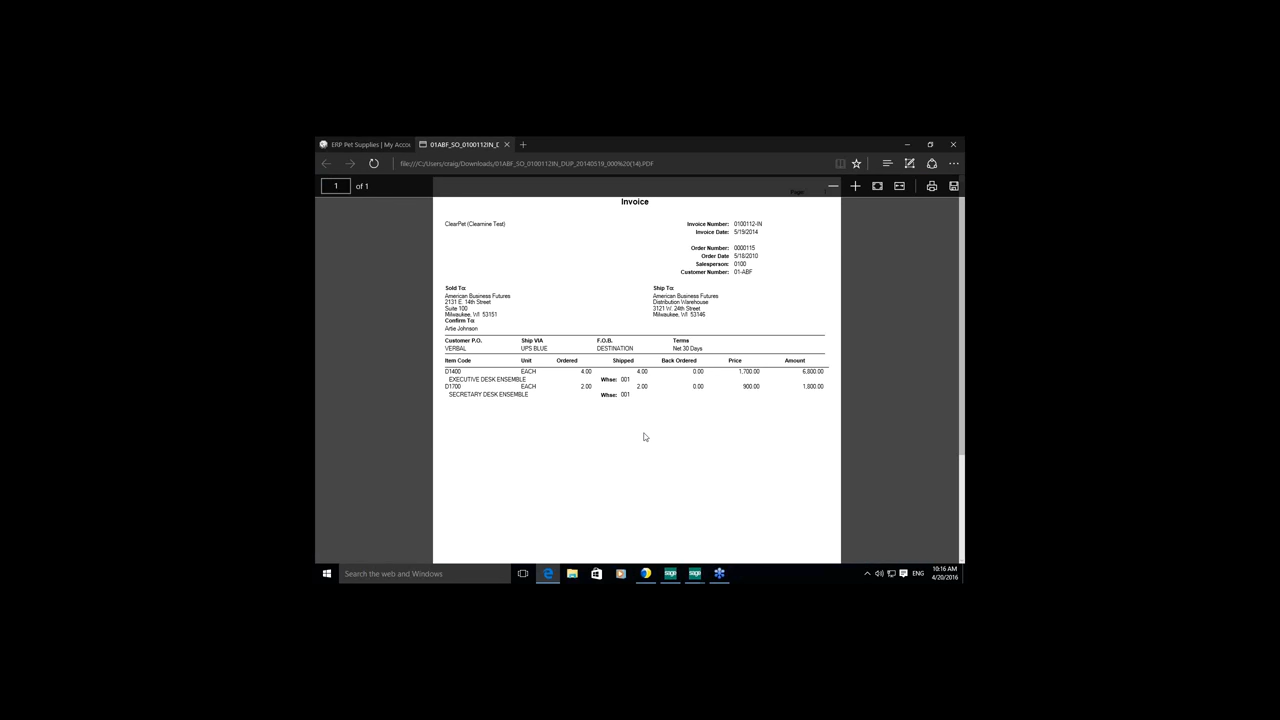 ERP Pet Supplies | My Accou
01ABF_SO_0100112IN_D
file:///C:/Users/craig/Downloads/01ABF_SO_0100112IN_DUP_20140519_000%20(14).PDF
1 of 1
Page:
Invoice
ClearPet (Clearnine Test)
Invoice Number: 0100112-IN
Invoice Date: 5/19/2014
Order Number: 0000115
Order Date 5/18/2010
Salesperson: 0100
Customer Number: 01-ABF
Sold To: Ship To:
American Business Futures American Business Futures
2131 E. 14th Street Distribution Warehouse
Suite 100 3121 W. 24th Street
Milwaukee, WI 53151 Milwaukee, WI 53146
Confirm To:
Artie Johnson
Customer P.O. Ship VIA F.O.B. Terms
VERBAL UPS BLUE DESTINATION Net 30 Days
Item Code Unit Ordered Shipped Back Ordered Price Amount
D1400 EACH 4.00 4.00 0.00 1,700.00 6,800.00
EXECUTIVE DESK ENSEMBLE Whse: 001
D1700 EACH 2.00 2.00 0.00 900.00 1,800.00
SECRETARY DESK ENSEMBLE Whse: 001
Search the web and Windows
sage sage
ENG
10:16 AM
4/20/2016